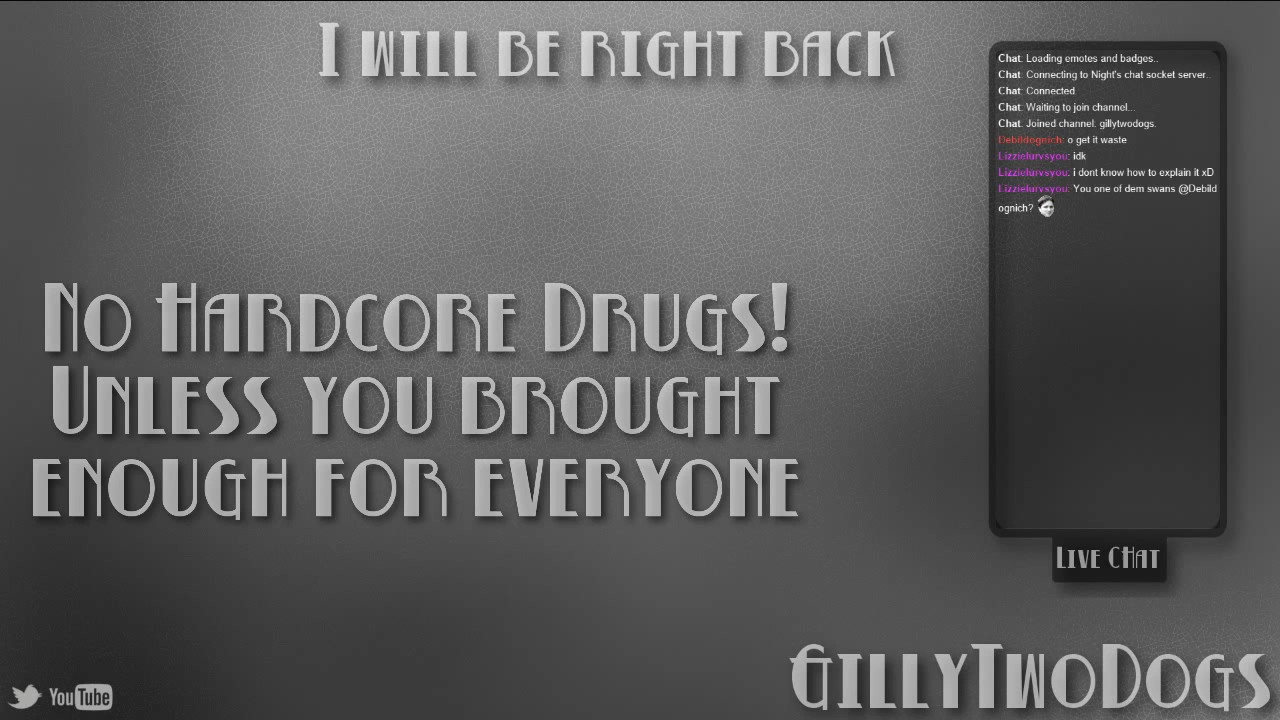 I will be right back
Chat: Loading emotes and badges..
Chat: Connecting to Night's chat socket server..
Chat: Connected
Chat: Waiting to join channel...
Chat: Joined channel: gillytwodogs.
Debildognich: o get it waste
Lizzielurvsyou: idk
Lizzielurvsyou: i dont know how to explain it xD
Lizzielurvsyou: You one of dem swans @Debild
ognich?
No Hardcore Drugs!
Unless you brought
enough for everyone
Live Chat
GillyTwoDogs
YouTube